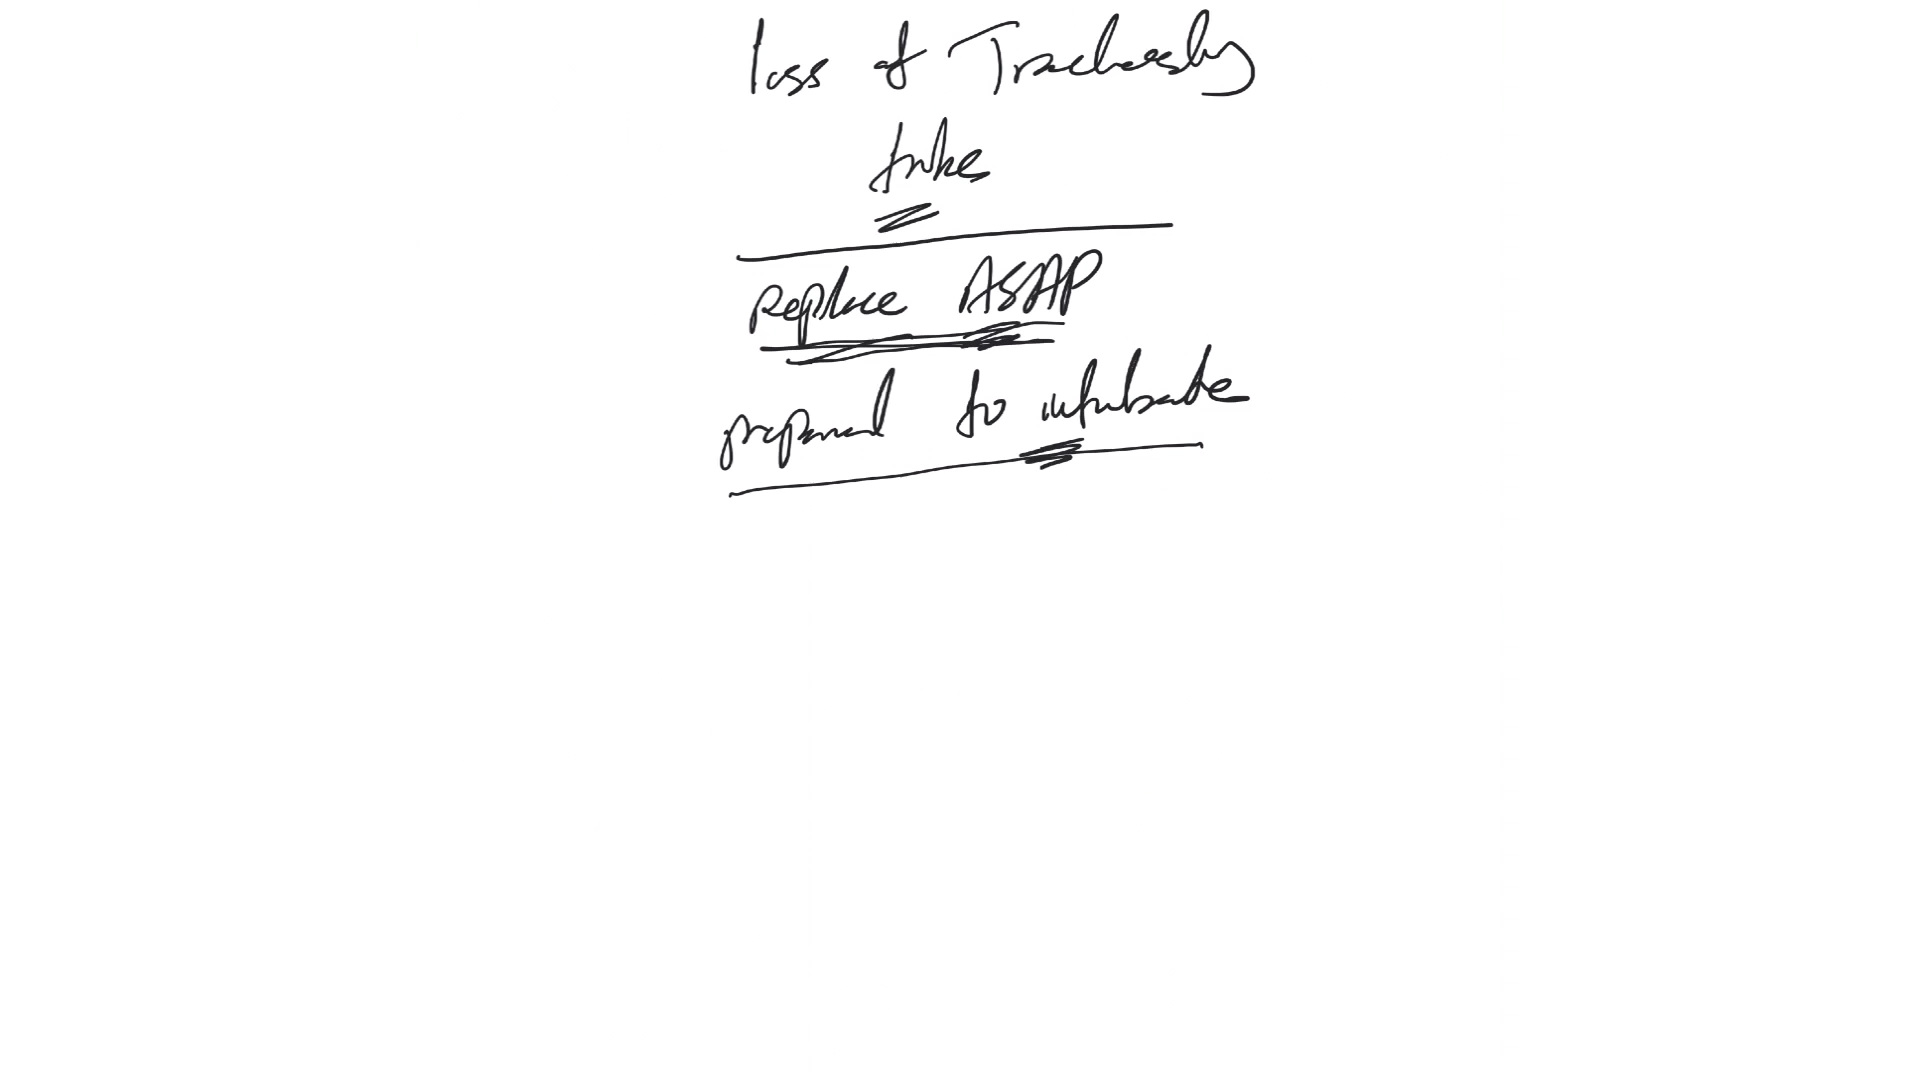 loss of Tracheostomy
tube
replace ASAP
prepared to intubate